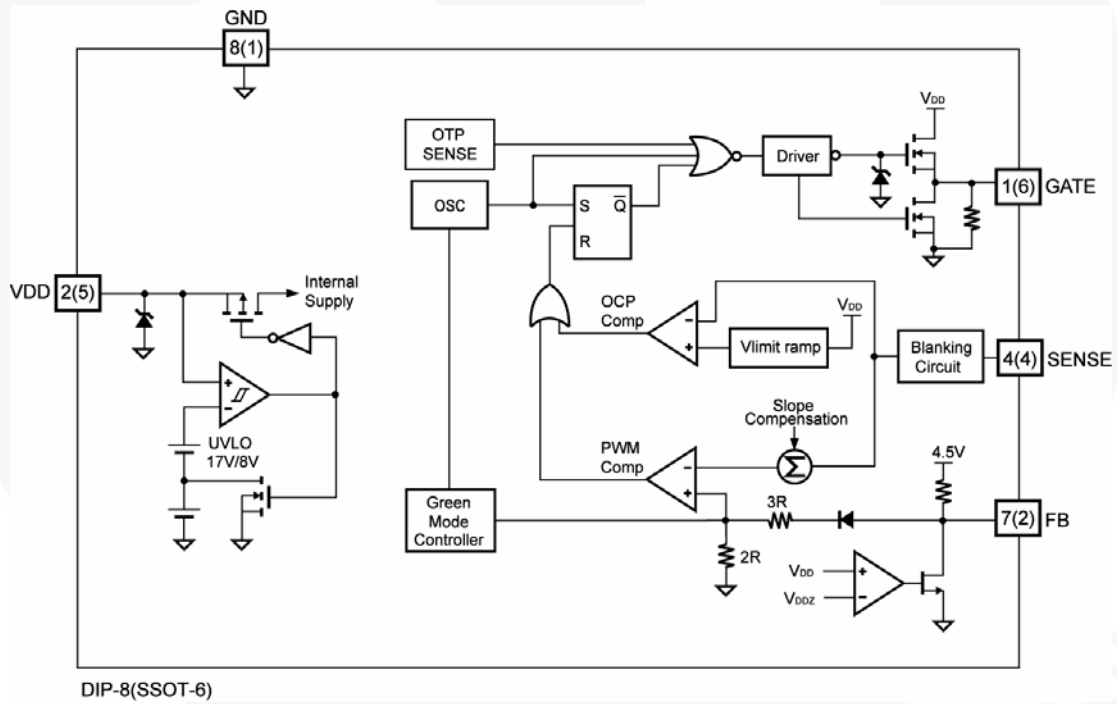 GND
8(1)
OTP
SENSE
OSC
S
Q
R
Driver
VDD
1(6)
GATE
VDD
2(5)
Internal
Supply
OCP
Comp
-
+
Vlimit ramp
VDD
Blanking
Circuit
4(4)
SENSE
+
-
UVLO
17V/8V
Slope
Compensation
PWM
Comp
-
+
Σ
4.5V
Green
Mode
Controller
3R
2R
7(2)
FB
VDD
+
VDDZ
-
DIP-8(SSOT-6)